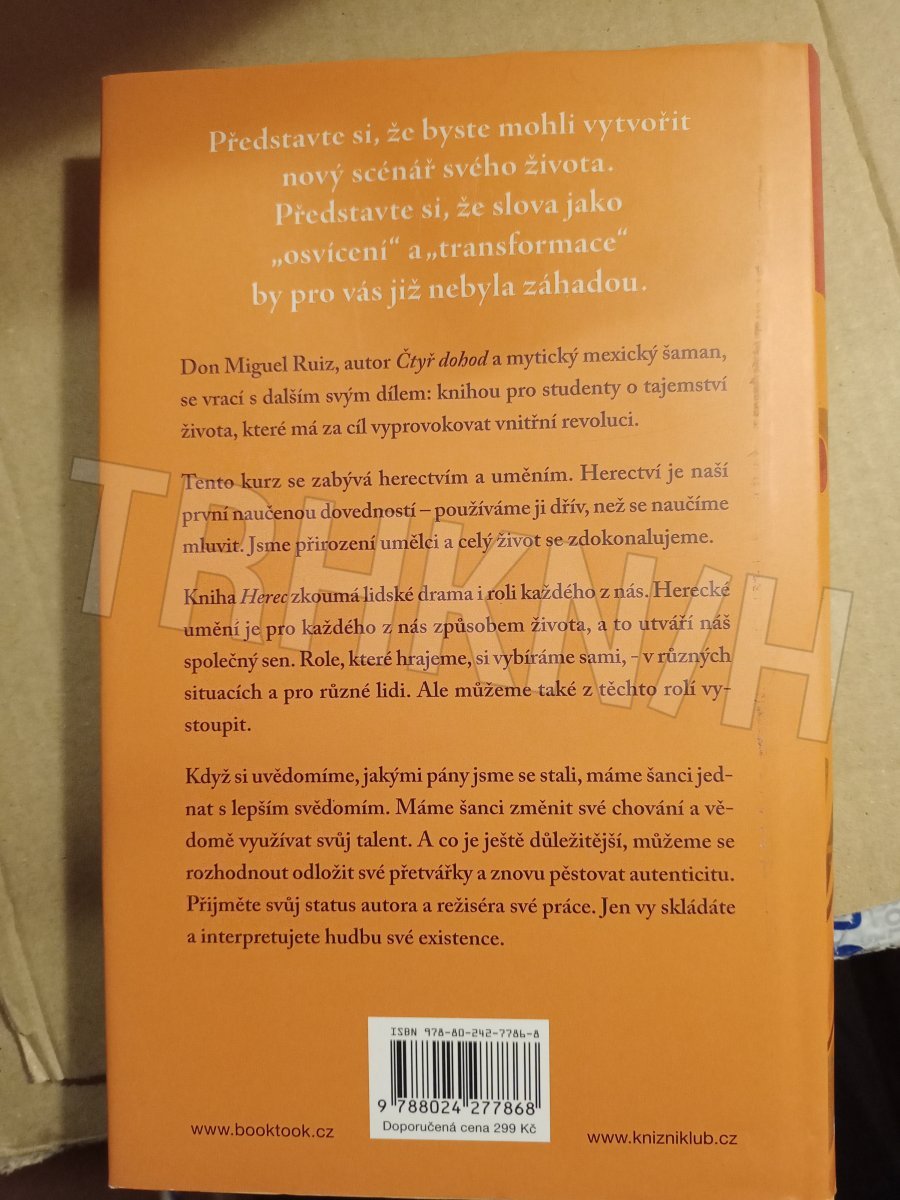 Představte si, že byste mohli vytvořit
nový scénář svého života.
Představte si, že slova jako
„osvícení“ a „transformace“
by pro vás již nebyla záhadou.
Don Miguel Ruiz, autor Čtyř dohod a mytický mexický šaman,
se vrací s dalším svým dílem: knihou pro studenty o tajemství
života, které má za cíl vyprovokovat vnitřní revoluci.
Tento kurz se zabývá herectvím a uměním. Herectví je naší
první naučenou dovedností – používáme ji dřív, než se naučíme
mluvit. Jsme přirození umělci a celý život se zdokonalujeme.
Kniha Herec zkoumá lidské drama i roli každého z nás. Herecké
umění je pro každého z nás způsobem života, a to utváří náš
společný sen. Role, které hrajeme, si vybíráme sami, - v různých
situacích a pro různé lidi. Ale můžeme také z těchto rolí vy-
stoupit.
Když si uvědomíme, jakými pány jsme se stali, máme šanci jed-
nat s lepším svědomím. Máme šanci změnit své chování a vě-
domě využívat svůj talent. A co je ještě důležitější, můžeme se
rozhodnout odložit své přetvářky a znovu pěstovat autenticitu.
Přijměte svůj status autora a režiséra své práce. Jen vy skládáte
a interpretujete hudbu své existence.
ISBN 978-80-242-7786-8
9 788024 277868
Doporučená cena 299 Kč
www.booktook.cz
www.knizniklub.cz
TBHKNIH